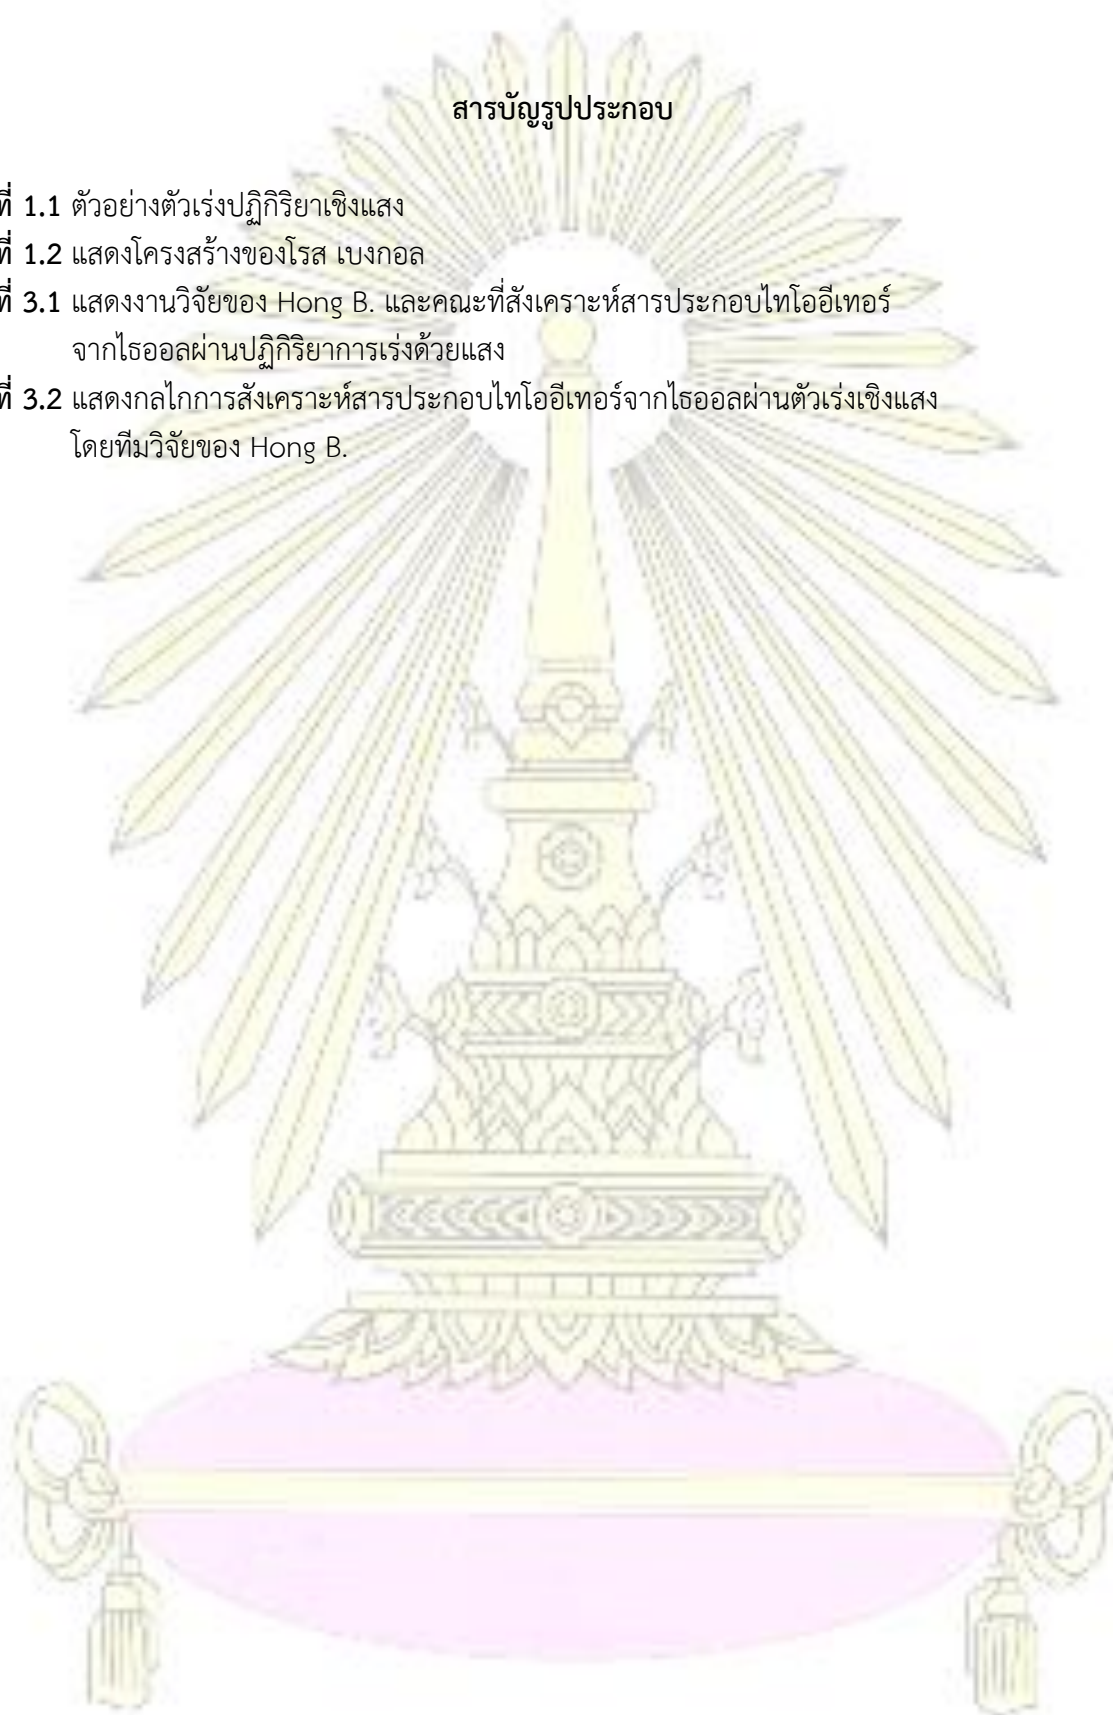 สารบัญรูปประกอบ
ที่ 1.1 ตัวอย่างตัวเร่งปฏิกิริยาเชิงแสง
ที่ 1.2 แสดงโครงสร้างของโรส เบงกอล
ที่ 3.1 แสดงงานวิจัยของ Hong B. และคณะที่สังเคราะห์สารประกอบไทโออีเทอร์
จากไธออลผ่านปฏิกิริยาการเร่งด้วยแสง
ที่ 3.2 แสดงกลไกการสังเคราะห์สารประกอบไทโออีเทอร์จากไธออลผ่านตัวเร่งเชิงแสง
โดยทีมวิจัยของ Hong B.